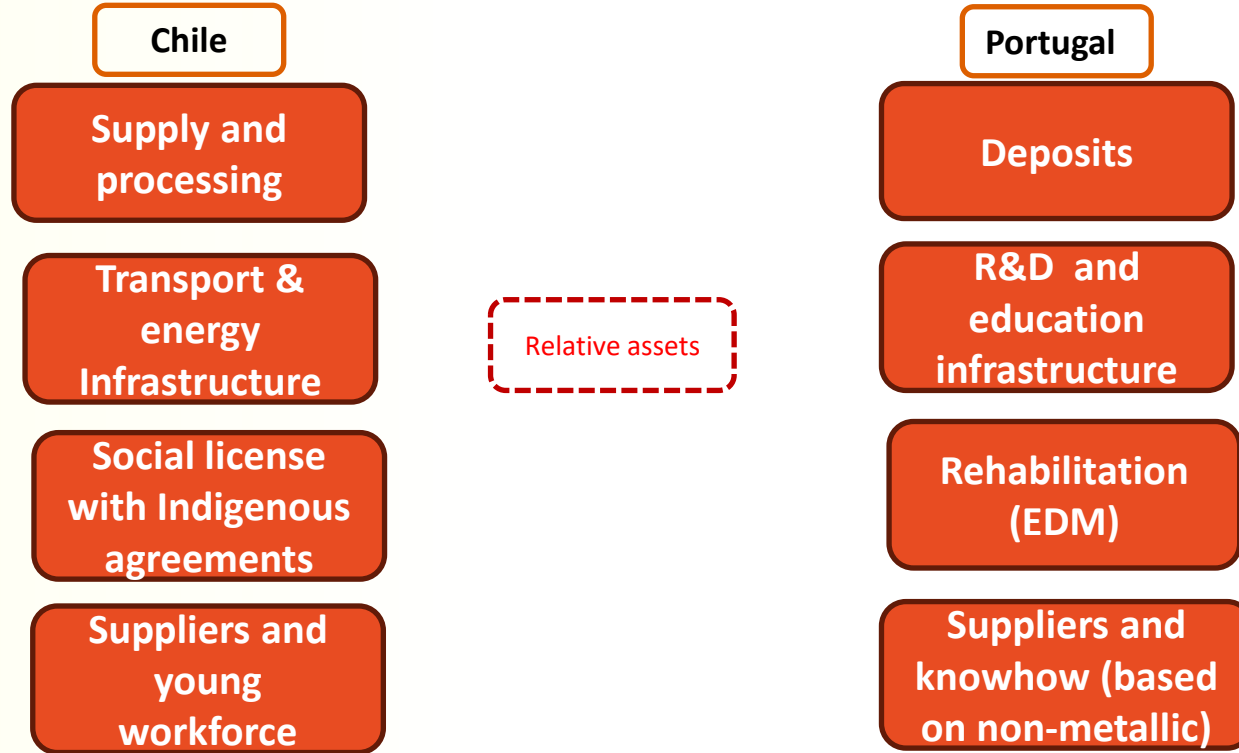 Chile
Supply and
processing
Transport &
energy
Infrastructure
Social license
with Indigenous
agreements
Suppliers and
young
workforce
Relative assets
Portugal
Deposits
R&D and
education
infrastructure
Rehabilitation
(EDM)
Suppliers and
knowhow (based
on non-metallic)